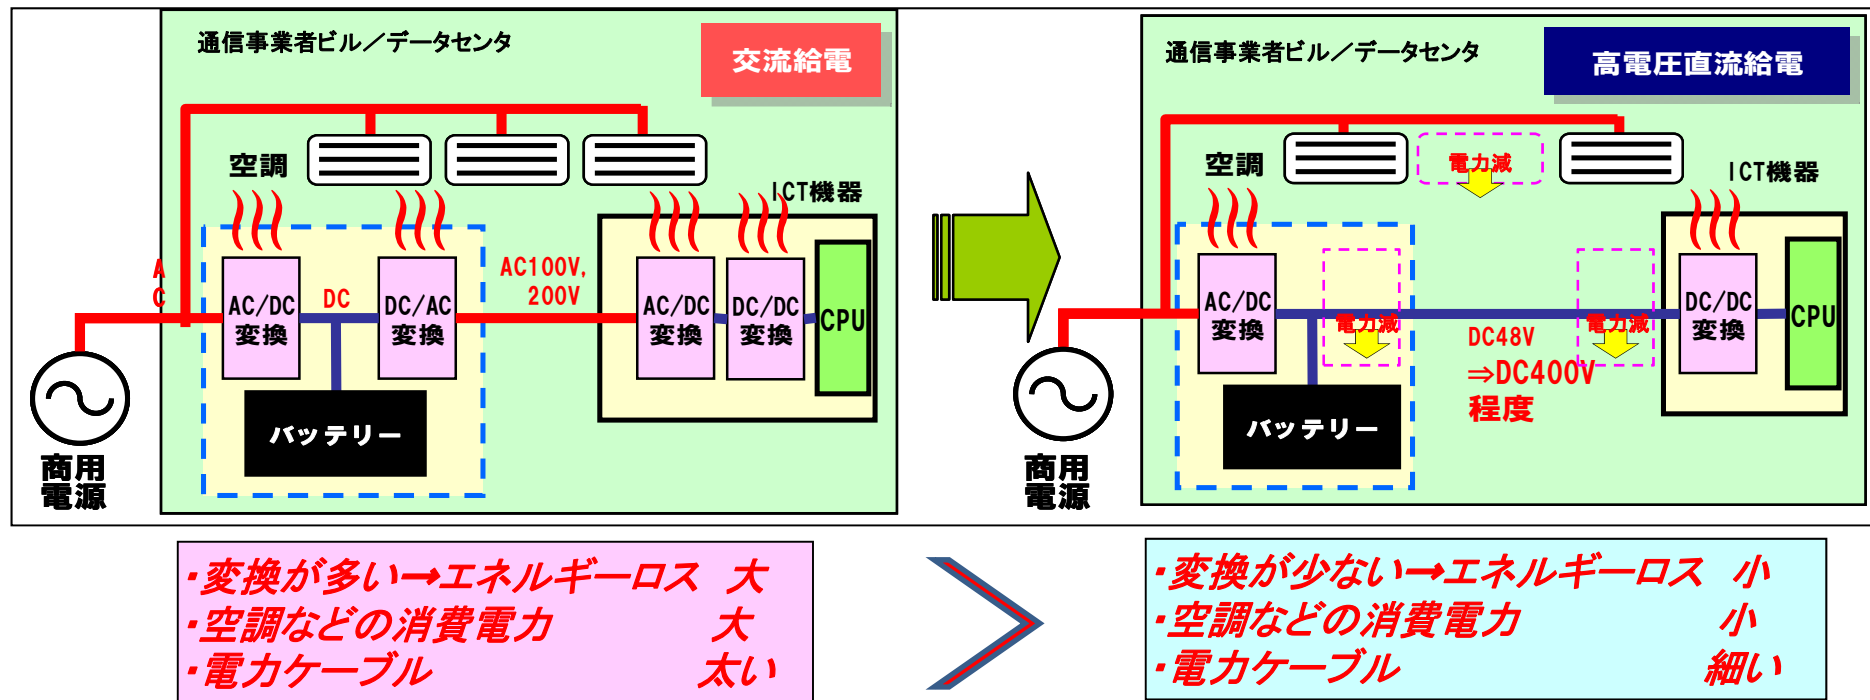 通信事業者ビル／データセンタ
交流給電
空調
ICT機器
AC
AC/DC
変換
DC
DC/AC
変換
AC100V,
200V
AC/DC
変換
DC/DC
変換
CPU
バッテリー
商用
電源
通信事業者ビル／データセンタ
高電圧直流給電
空調
電力減
ICT機器
AC/DC
変換
電力減
電力減
DC/DC
変換
CPU
DC48V
⇒DC400V
程度
バッテリー
商用
電源
・変換が多い→エネルギーロス 大
・空調などの消費電力 大
・電力ケーブル 太い
・変換が少ない→エネルギーロス 小
・空調などの消費電力 小
・電力ケーブル 細い